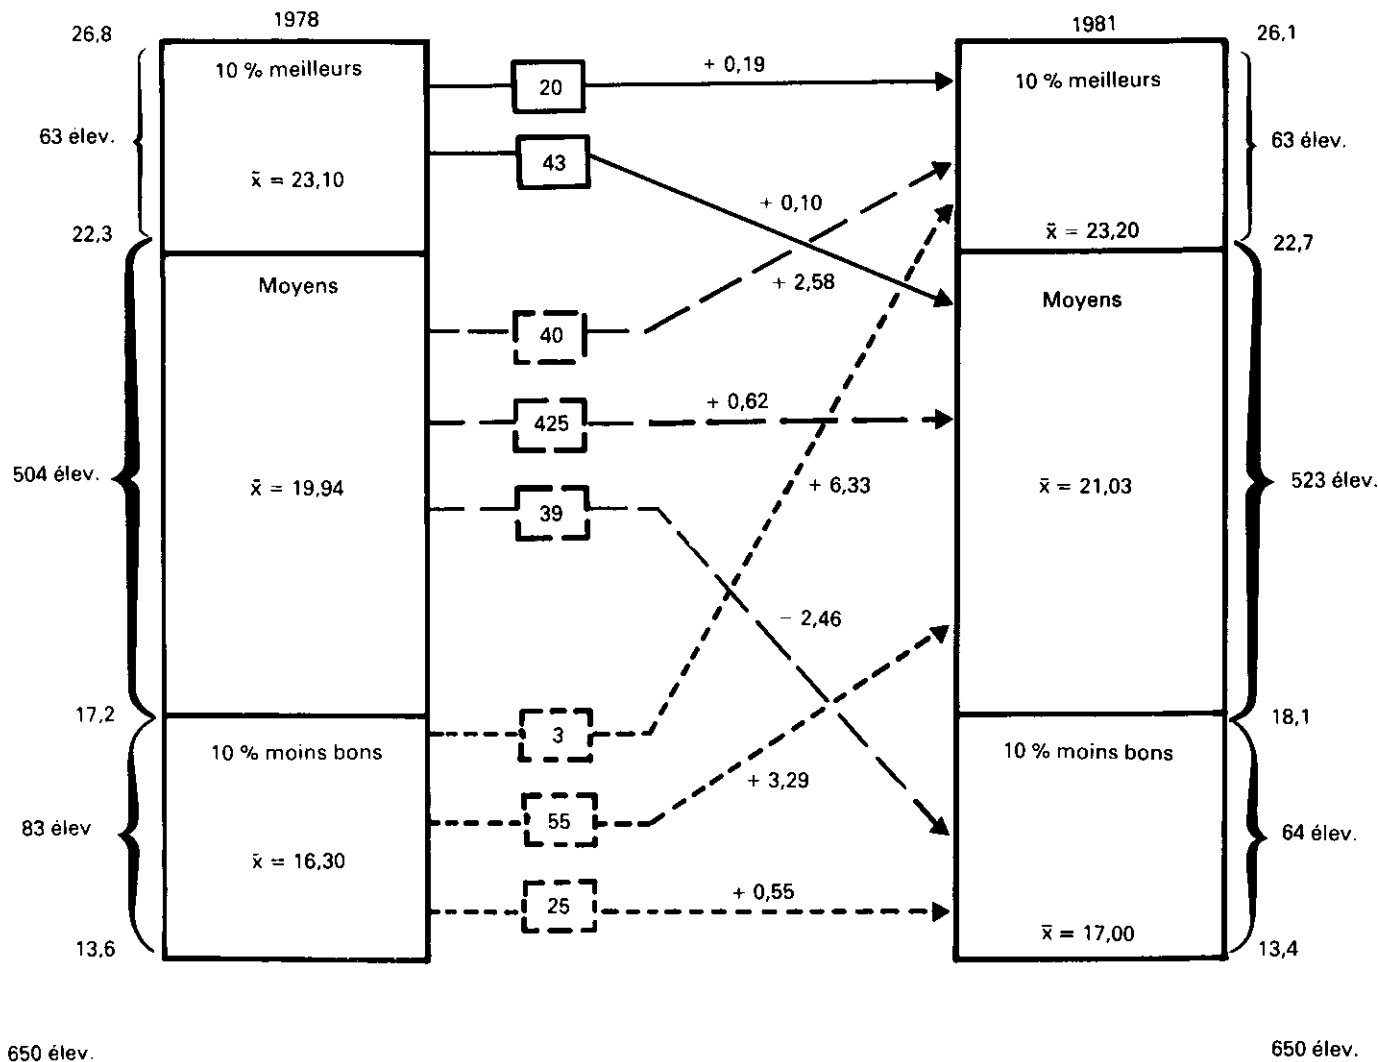 1978
1981
26,8
26,1
10 % meilleurs
20
+ 0,19
10 % meilleurs
63 élev.
43
63 élev.
x̄ = 23,10
+ 0,10
22,3
x̄ = 23,20
22,7
Moyens
+ 2,58
Moyens
40
425
+ 0,62
504 élev.
x̄ = 19,94
+ 6,33
x̄ = 21,03
523 élev.
39
− 2,46
17,2
18,1
10 % moins bons
3
10 % moins bons
+ 3,29
83 élev
55
64 élev.
x̄ = 16,30
25
+ 0,55
x̄ = 17,00
13,6
13,4
650 élev.
650 élev.